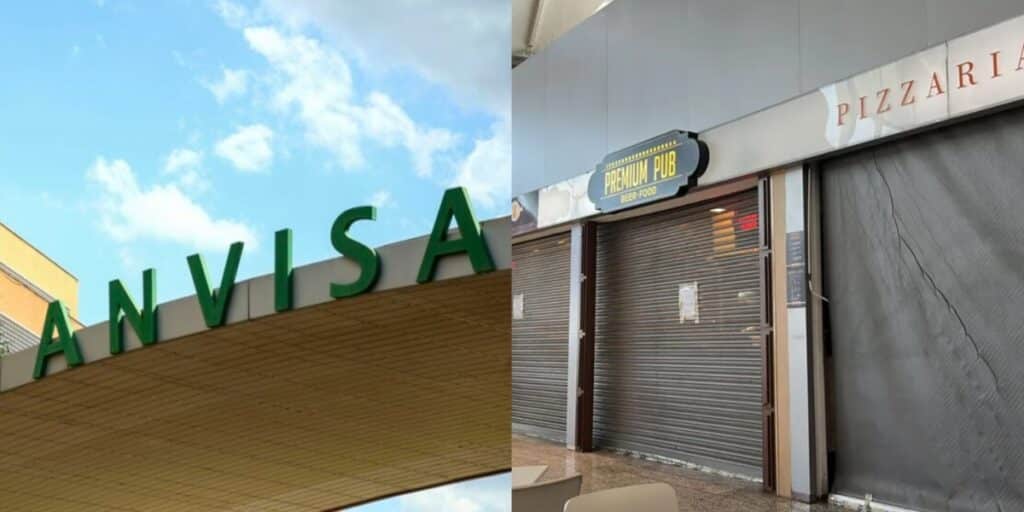 ANVISA
PREMIUM PUB
BEER·FOOD
PIZZARIA